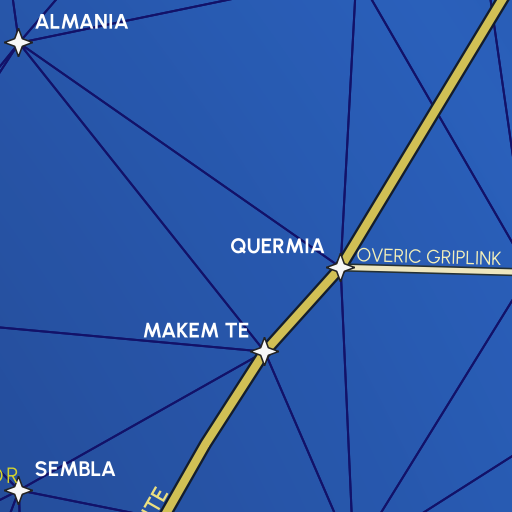 ALMANIA
QUERMIA
OVERIC GRIPLINK
MAKEM TE
SEMBLA